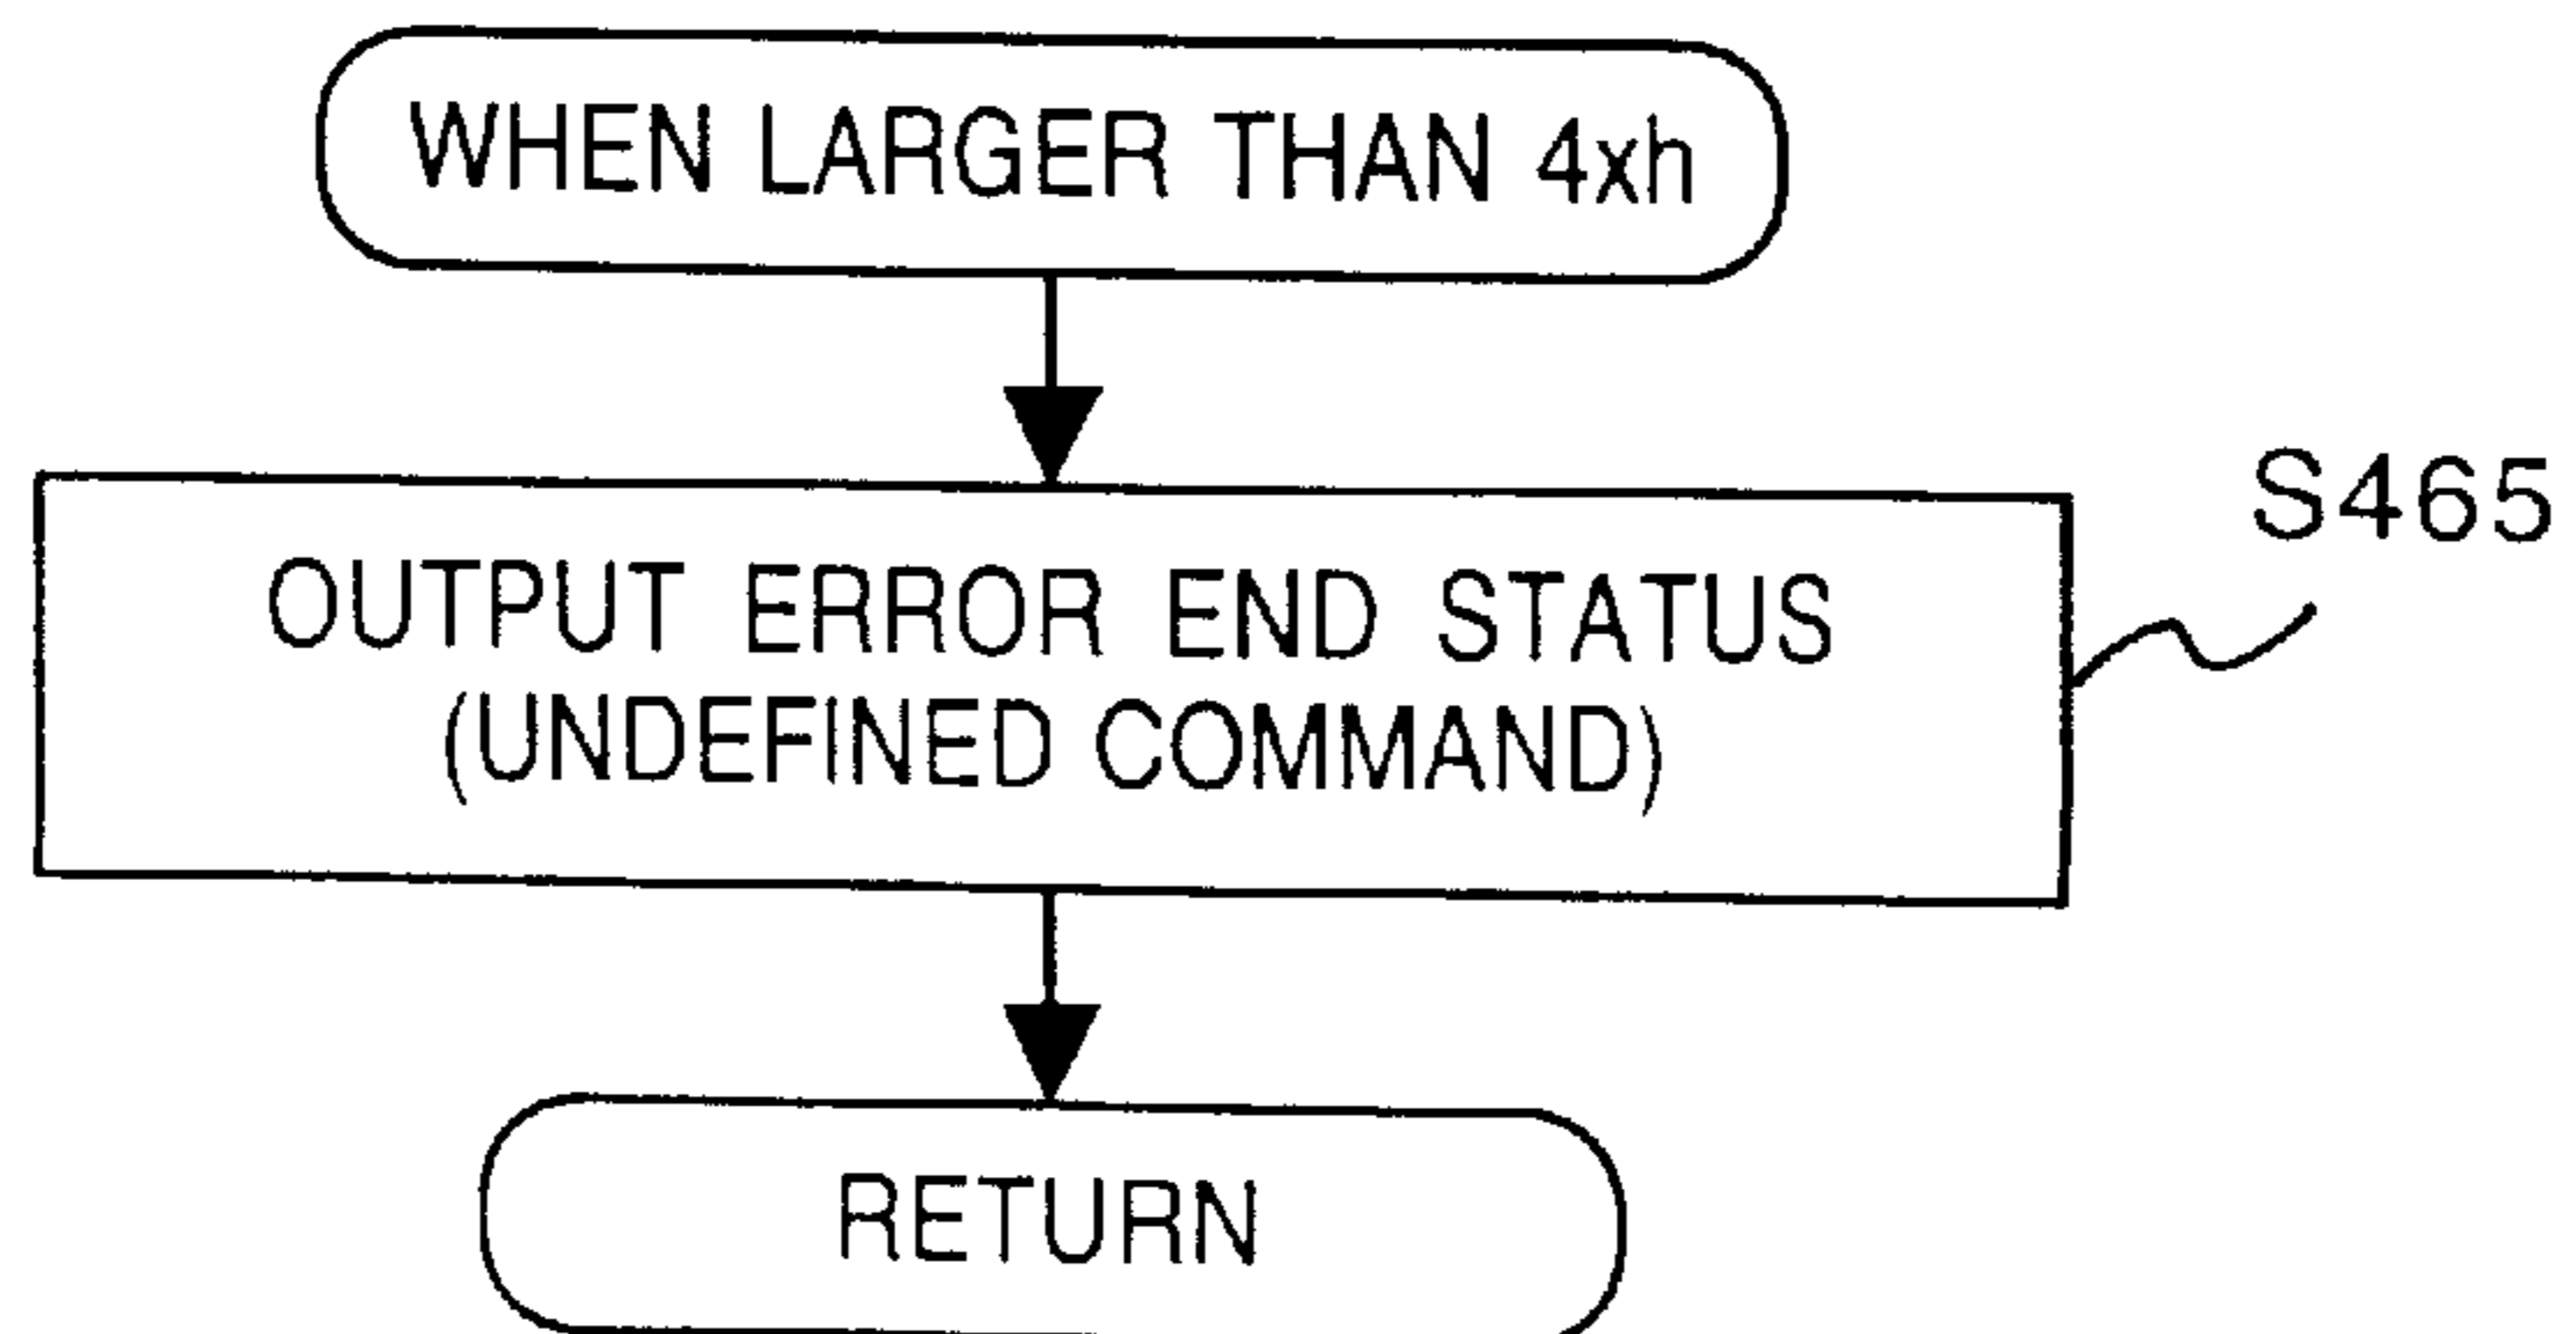 WHEN LARGER THAN 4xh
S465
OUTPUT ERROR END STATUS
(UNDEFINED COMMAND)
RETURN